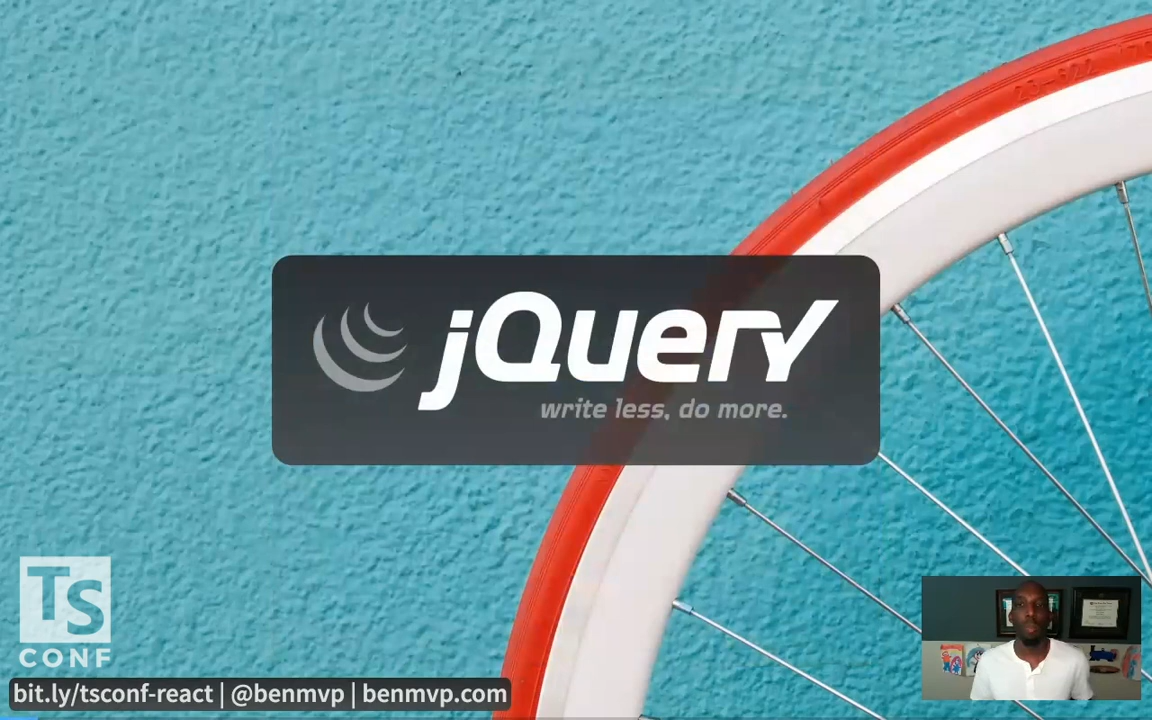 jQuery
write less, do more.
TS
CONF
bit.ly/tsconf-react | @benmvp | benmvp.com